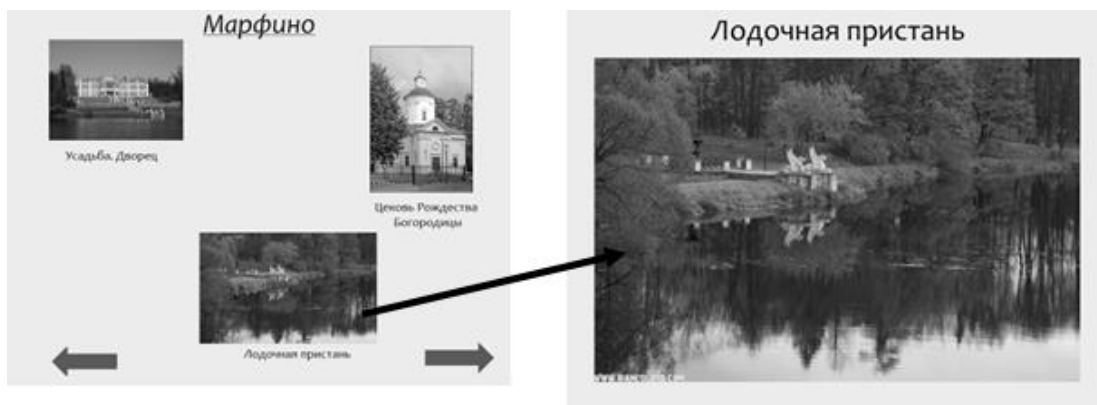 Марфино
Усадьба. Дворец
Цековь Рождества
Богородицы
Лодочная пристань
Лодочная пристань